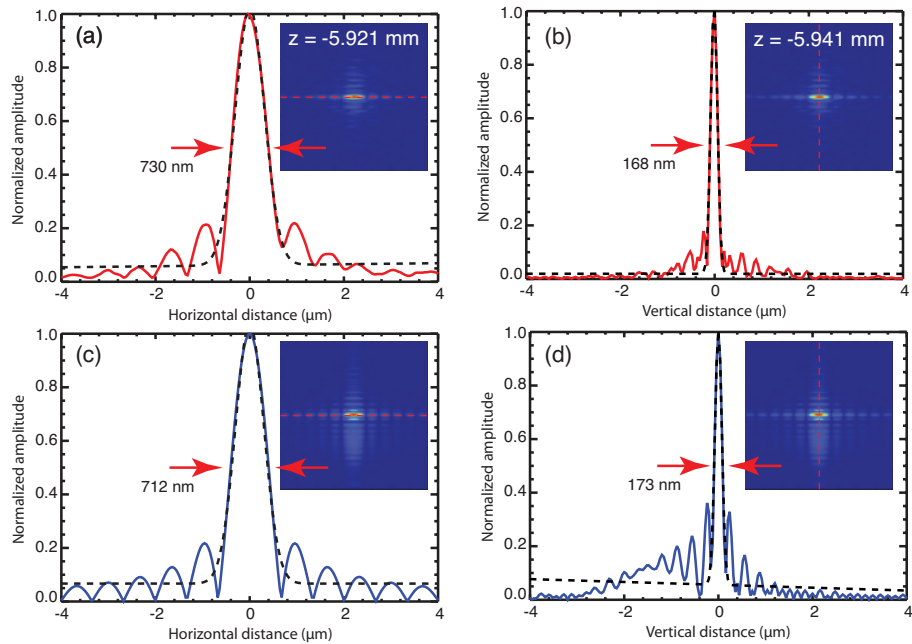 (a)
z = -5.921 mm
Normalized amplitude
1.0
0.8
0.6
0.4
0.2
0.0
730 nm
-4
-2
0
2
4
Horizontal distance (µm)
(b)
z = -5.941 mm
Normalized amplitude
1.0
0.8
0.6
0.4
0.2
0.0
168 nm
-4
-2
0
2
4
Vertical distance (µm)
(c)
Normalized amplitude
1.0
0.8
0.6
0.4
0.2
0.0
712 nm
-4
-2
0
2
4
Horizontal distance (µm)
(d)
Normalized amplitude
1.0
0.8
0.6
0.4
0.2
0.0
173 nm
-4
-2
0
2
4
Vertical distance (µm)